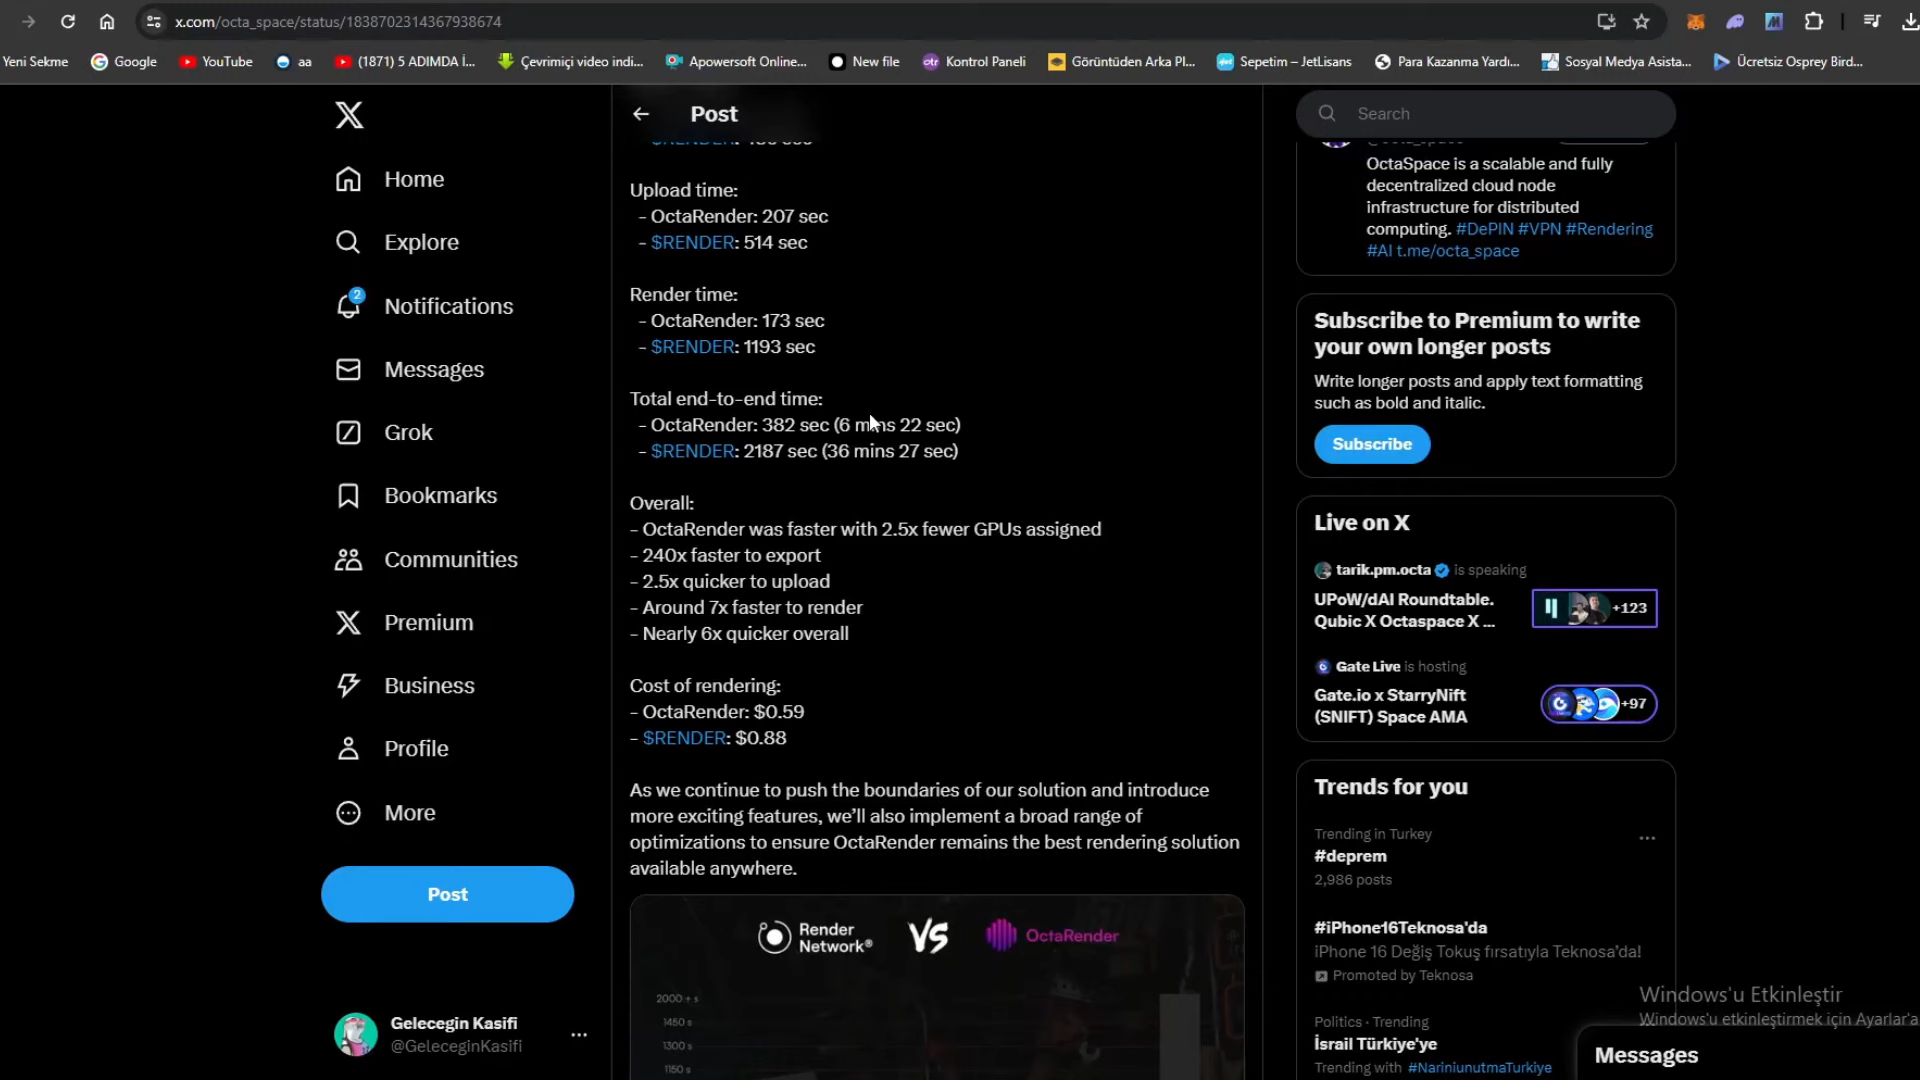 x.com/octa_space/status/1838702314367938674
Yeni Sekme
Google
YouTube
aa
(1871) 5 ADIMDA İ...
Çevrimiçi video indi...
Apowersoft Online...
New file
Kontrol Paneli
Görüntüden Arka Pl...
Sepetim – JetLisans
Para Kazanma Yardı...
Sosyal Medya Asista...
Ücretsiz Osprey Bird...
Home
Explore
2
Notifications
Messages
Grok
Bookmarks
Communities
Premium
Business
Profile
More
Post
Gelecegin Kasifi
@GeleceginKasifi
Post
Upload time:
- OctaRender: 207 sec
- $RENDER: 514 sec
Render time:
- OctaRender: 173 sec
- $RENDER: 1193 sec
Total end-to-end time:
- OctaRender: 382 sec (6 mins 22 sec)
- $RENDER: 2187 sec (36 mins 27 sec)
Overall:
- OctaRender was faster with 2.5x fewer GPUs assigned
- 240x faster to export
- 2.5x quicker to upload
- Around 7x faster to render
- Nearly 6x quicker overall
Cost of rendering:
- OctaRender: $0.59
- $RENDER: $0.88
As we continue to push the boundaries of our solution and introduce
more exciting features, we'll also implement a broad range of
optimizations to ensure OctaRender remains the best rendering solution
available anywhere.
Render
Network®
VS
OctaRender
2000 + s
1450 s
1300 s
1150 s
Search
OctaSpace is a scalable and fully
decentralized cloud node
infrastructure for distributed
computing. #DePIN #VPN #Rendering
#AI t.me/octa_space
Subscribe to Premium to write
your own longer posts
Write longer posts and apply text formatting
such as bold and italic.
Subscribe
Live on X
tarik.pm.octa is speaking
UPoW/dAI Roundtable.
Qubic X Octaspace X ...
+123
Gate Live is hosting
Gate.io x StarryNift
(SNIFT) Space AMA
+97
Trends for you
Trending in Turkey
#deprem
2,986 posts
#iPhone16Teknosa'da
iPhone 16 Değiş Tokuş fırsatıyla Teknosa'da!
Promoted by Teknosa
Politics · Trending
İsrail Türkiye'ye
Trending with #NariniunutmaTurkiye
Windows'u Etkinleştir
Windows'u etkinleştirmek için Ayarlar'a
Messages